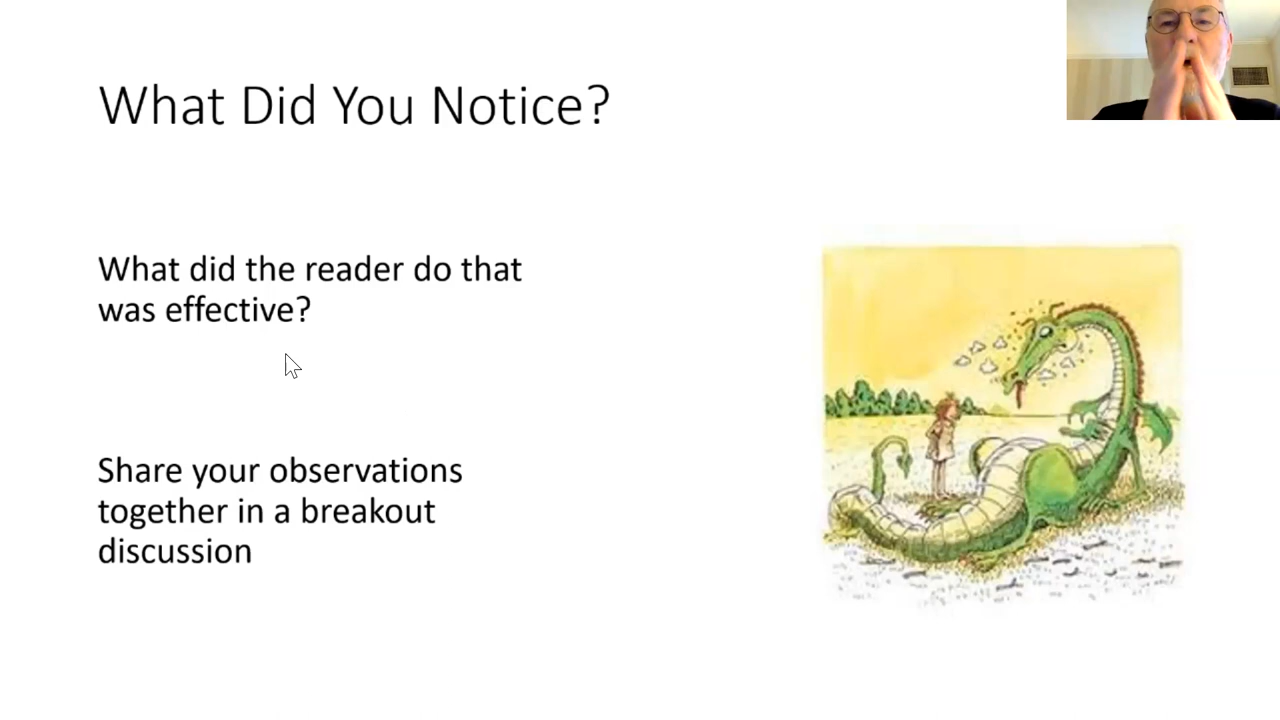 What Did You Notice?
What did the reader do that
was effective?
Share your observations
together in a breakout
discussion